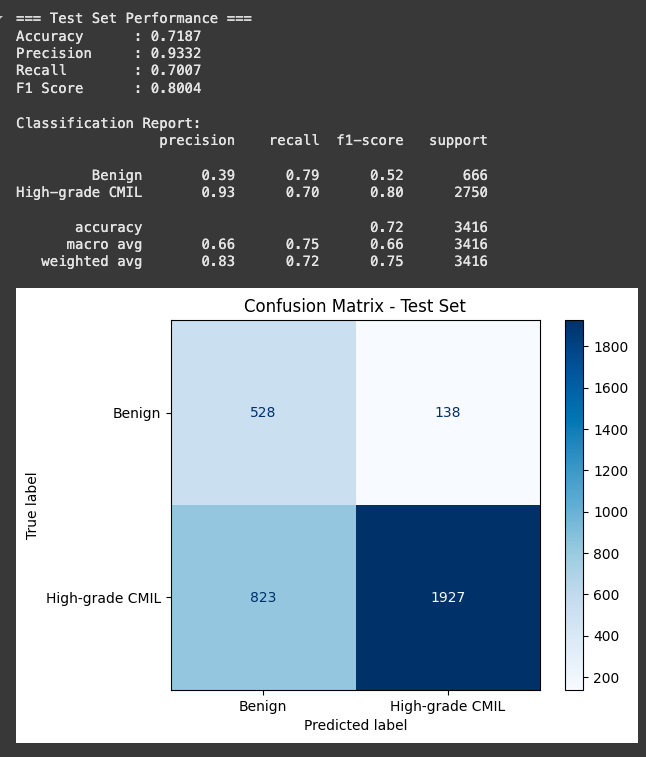 === Test Set Performance ===
Accuracy      : 0.7187
Precision     : 0.9332
Recall        : 0.7007
F1 Score      : 0.8004
Classification Report:
                 precision    recall  f1-score   support
         Benign       0.39      0.79      0.52       666
High-grade CMIL       0.93      0.70      0.80      2750
       accuracy                           0.72      3416
      macro avg       0.66      0.75      0.66      3416
   weighted avg       0.83      0.72      0.75      3416
Confusion Matrix - Test Set
True label
Benign
528
138
High-grade CMIL
823
1927
Benign
High-grade CMIL
Predicted label
1800
1600
1400
1200
1000
800
600
400
200